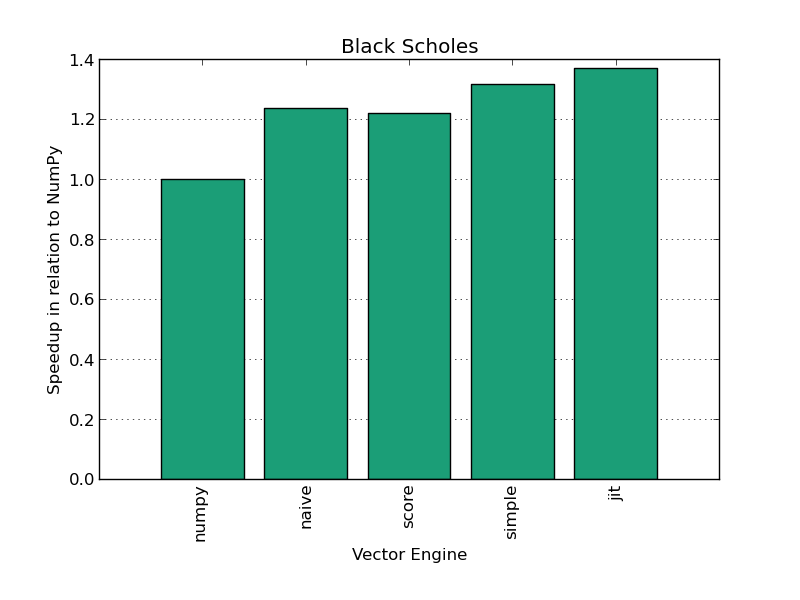 Black Scholes
Speedup in relation to NumPy
1.4
1.2
1.0
0.8
0.6
0.4
0.2
0.0
numpy
naive
score
simple
jit
Vector Engine